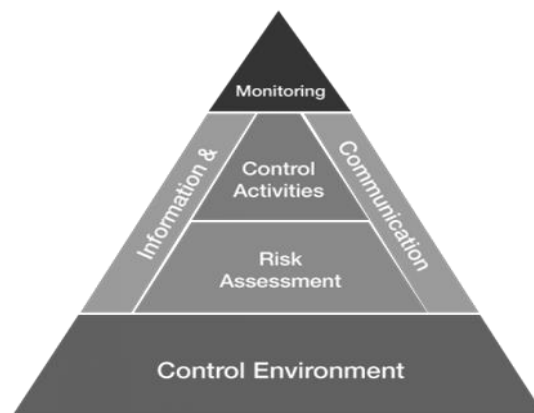 Monitoring
Information &
Communication
Control
Activities
Risk
Assessment
Control Environment